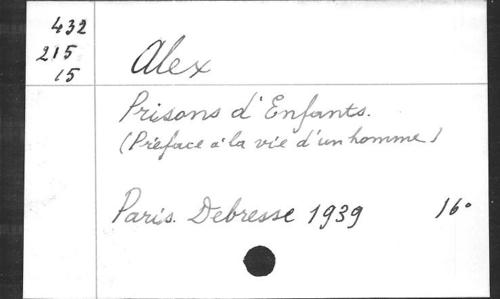 432
215
15
Alex
Prisons d'Enfants.
(Préface à la vie d'un homme)
Paris. Debresse 1939 16°